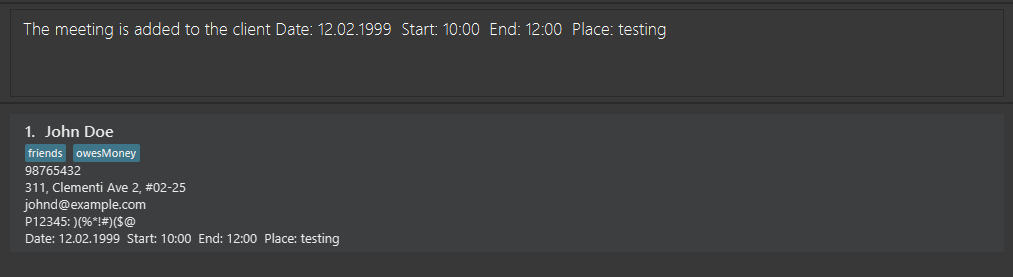 The meeting is added to the client Date: 12.02.1999  Start: 10:00  End: 12:00  Place: testing
1.  John Doe
friends  owesMoney
98765432
311, Clementi Ave 2, #02-25
johnd@example.com
P12345: )(%*!#)($@
Date: 12.02.1999  Start: 10:00  End: 12:00  Place: testing